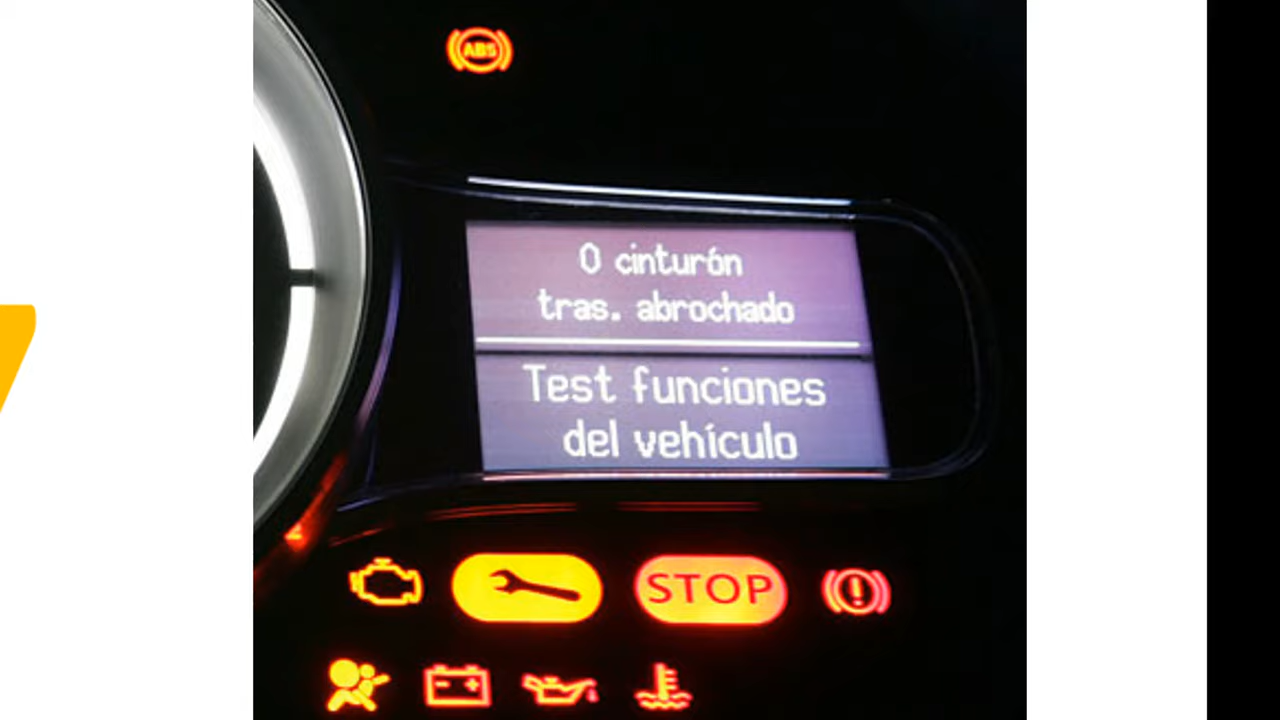 ABS
0 cinturón
tras. abrochado
Test funciones
del vehículo
STOP